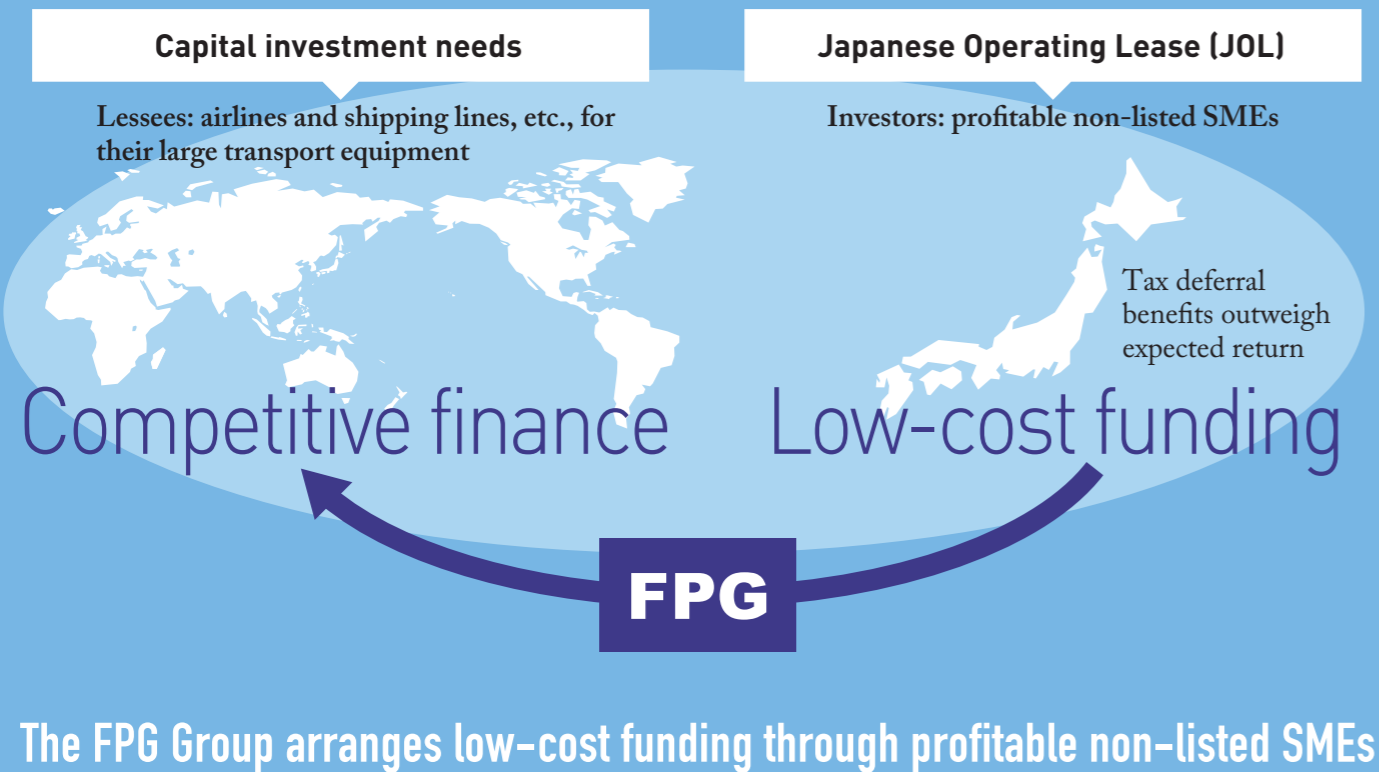 Capital investment needs
Lessees: airlines and shipping lines, etc., for
their large transport equipment
Competitive finance
Japanese Operating Lease (JOL)
Investors: profitable non-listed SMEs
Tax deferral
benefits outweigh
expected return
Low-cost funding
FPG
The FPG Group arranges low-cost funding through profitable non-listed SMEs